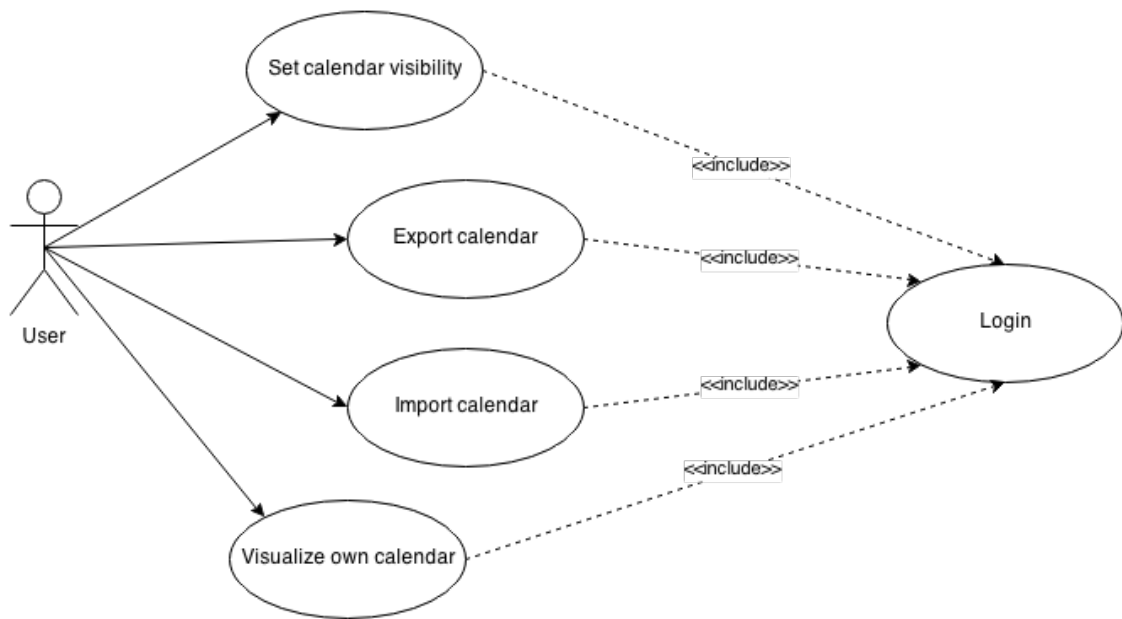 Set calendar visibility
<<include>>
Export calendar
<<include>>
Login
User
Import calendar
<<include>>
<<include>>
Visualize own calendar